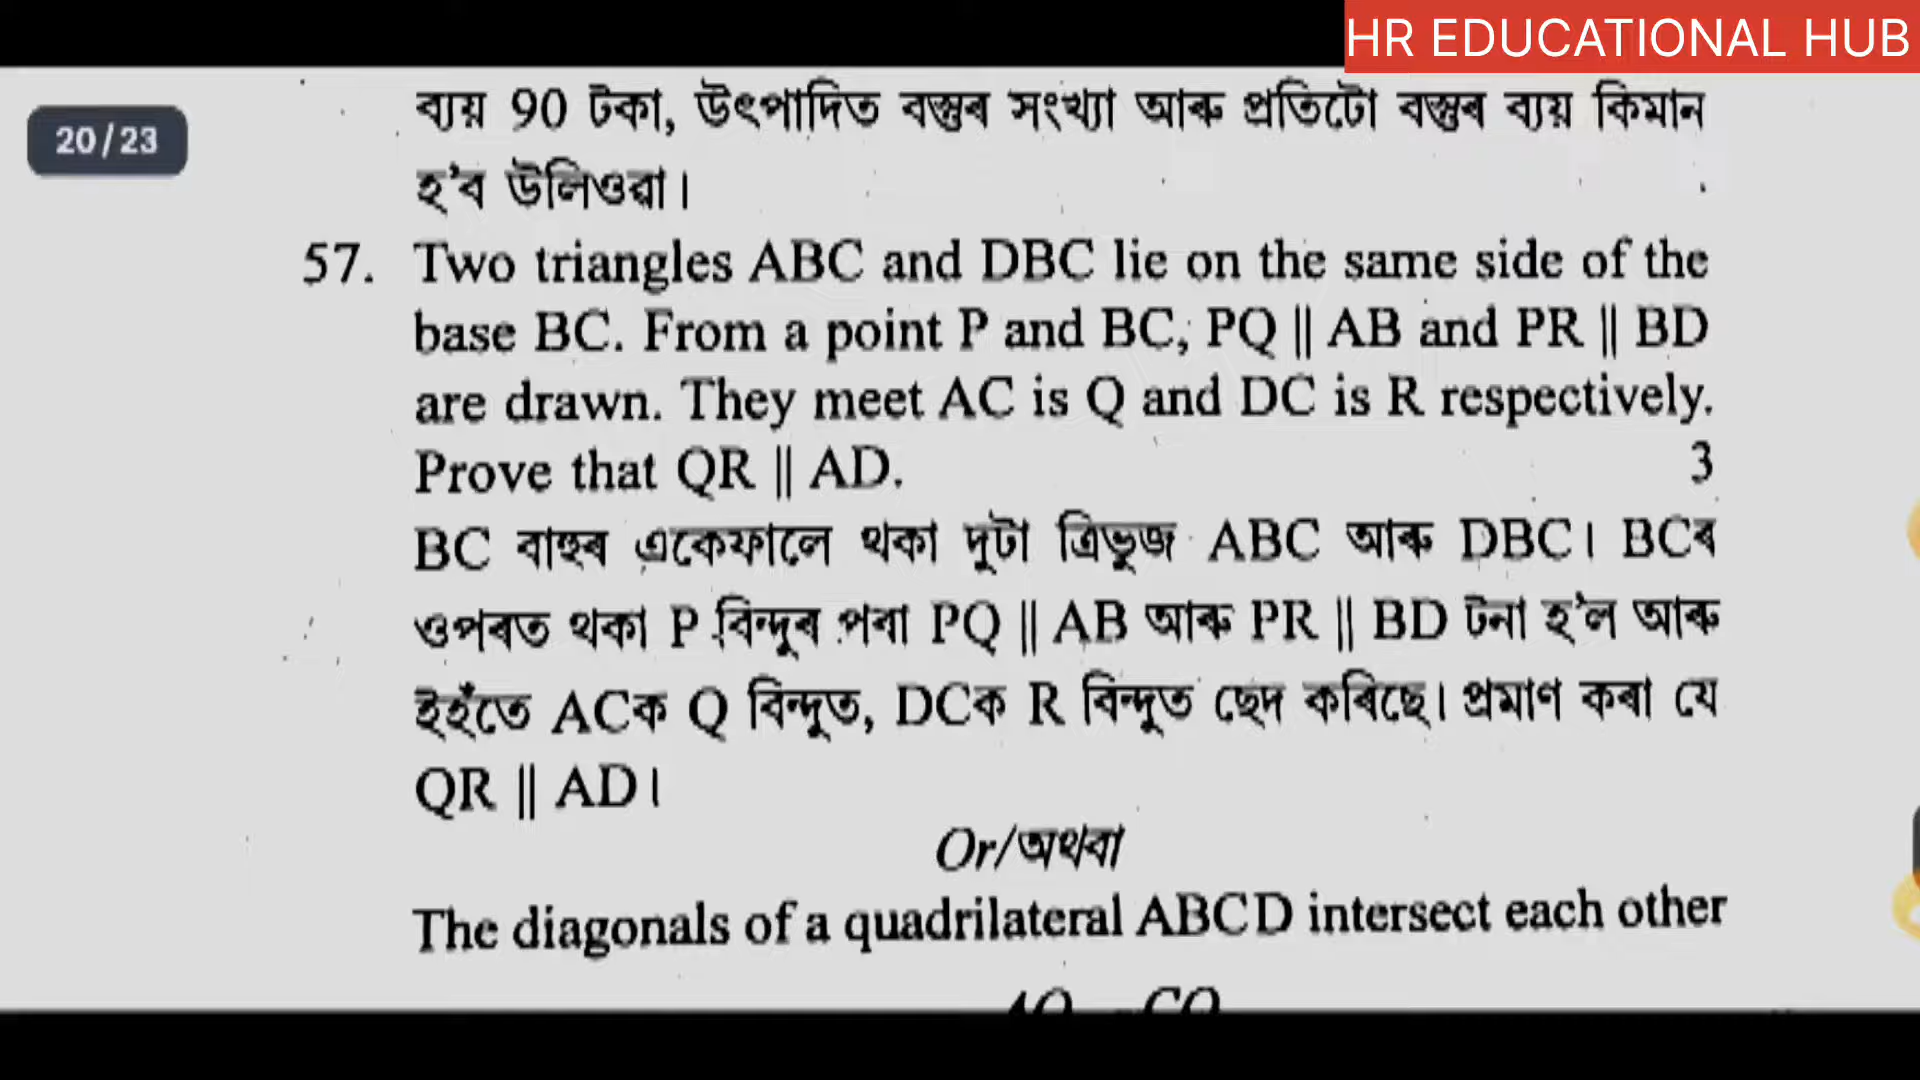 HR EDUCATIONAL HUB
20/23
ব্যয় 90 টকা, উৎপাদিত বস্তুৰ সংখ্যা আৰু প্ৰতিটো বস্তুৰ ব্যয় কিমান
হ'ব উলিওৱা।
57. Two triangles ABC and DBC lie on the same side of the
base BC. From a point P and BC, PQ || AB and PR || BD
are drawn. They meet AC is Q and DC is R respectively.
Prove that QR || AD. 3
BC বাহুৰ একেফালে থকা দুটা ত্ৰিভুজ ABC আৰু DBC। BCৰ
ওপৰত থকা P বিন্দুৰ পৰা PQ || AB আৰু PR || BD টনা হ'ল আৰু
ইহঁতে ACক Q বিন্দুত, DCক R বিন্দুত ছেদ কৰিছে। প্ৰমাণ কৰা যে
QR || AD।
Or/অথবা
The diagonals of a quadrilateral ABCD intersect each other